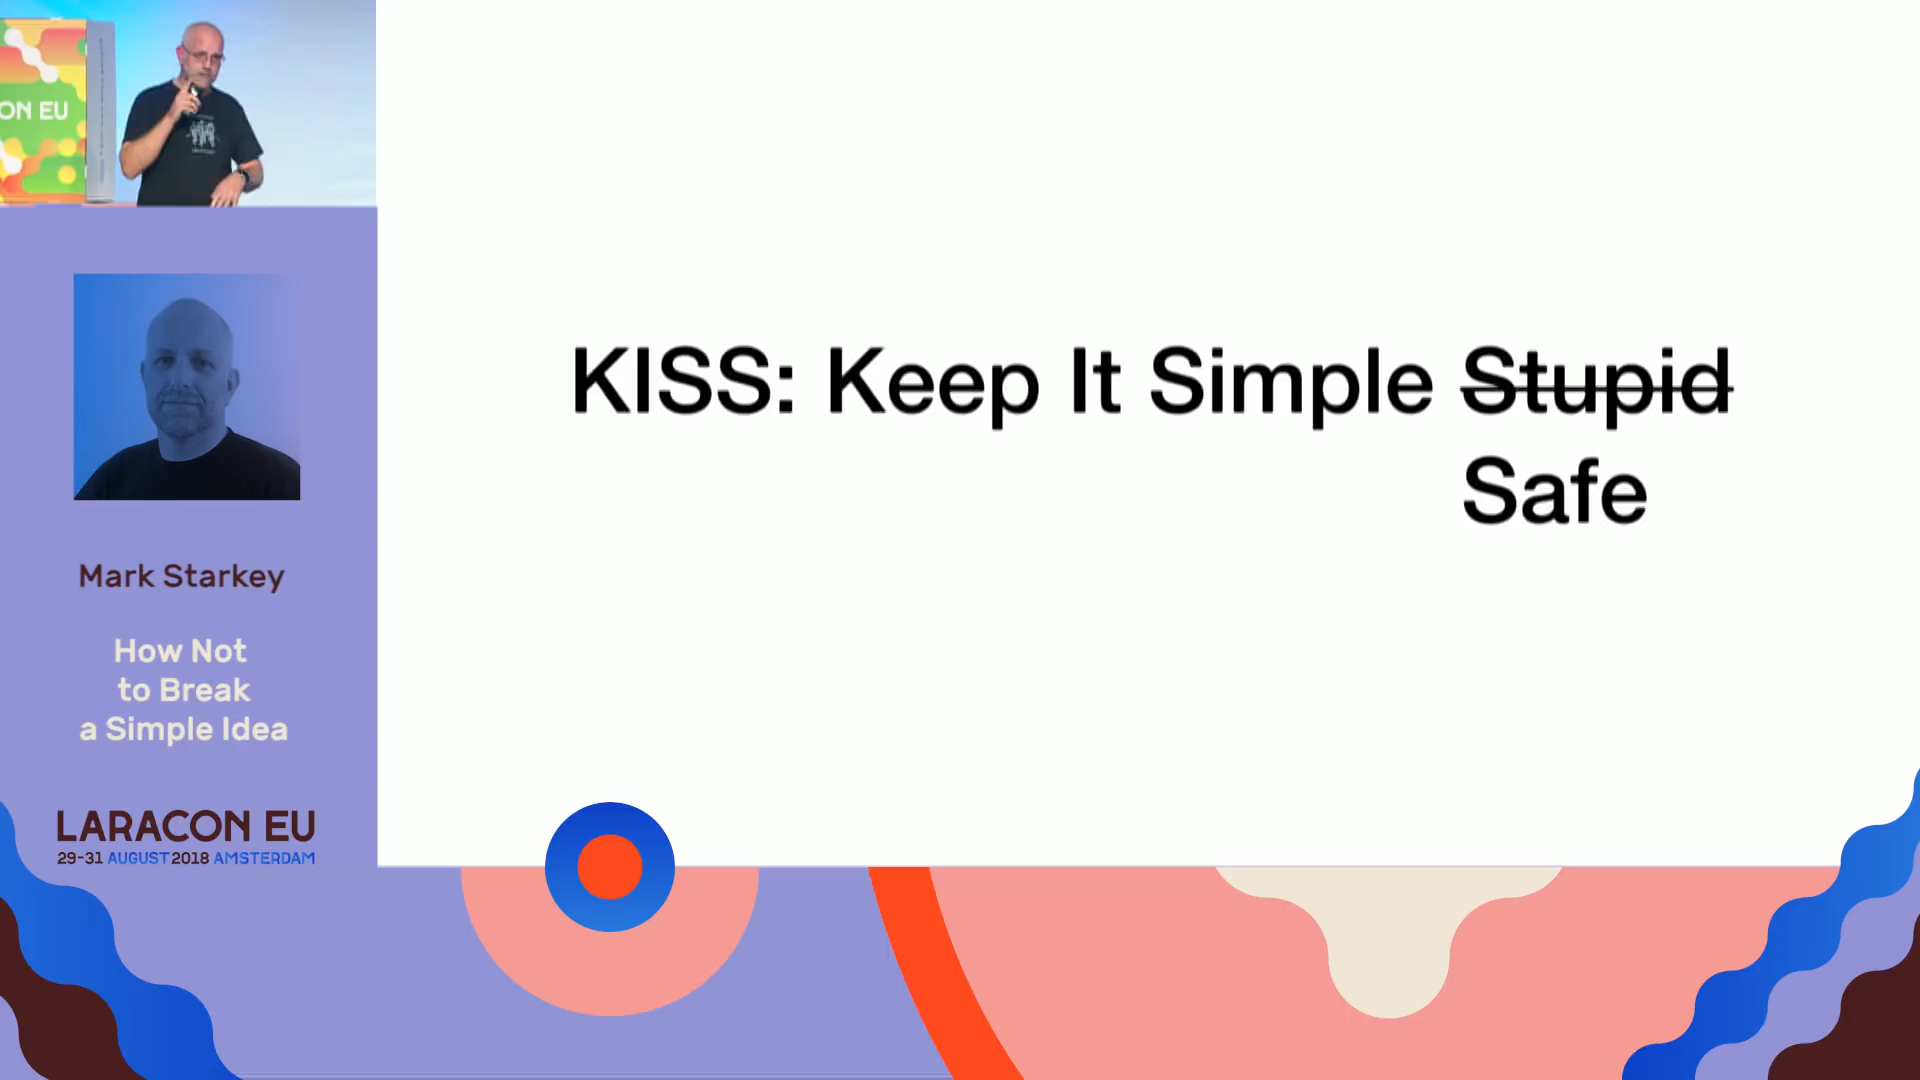 ON EU
KISS: Keep It Simple Stupid
Safe
Mark Starkey
How Not
to Break
a Simple Idea
LARACON EU
29-31 AUGUST 2018 AMSTERDAM